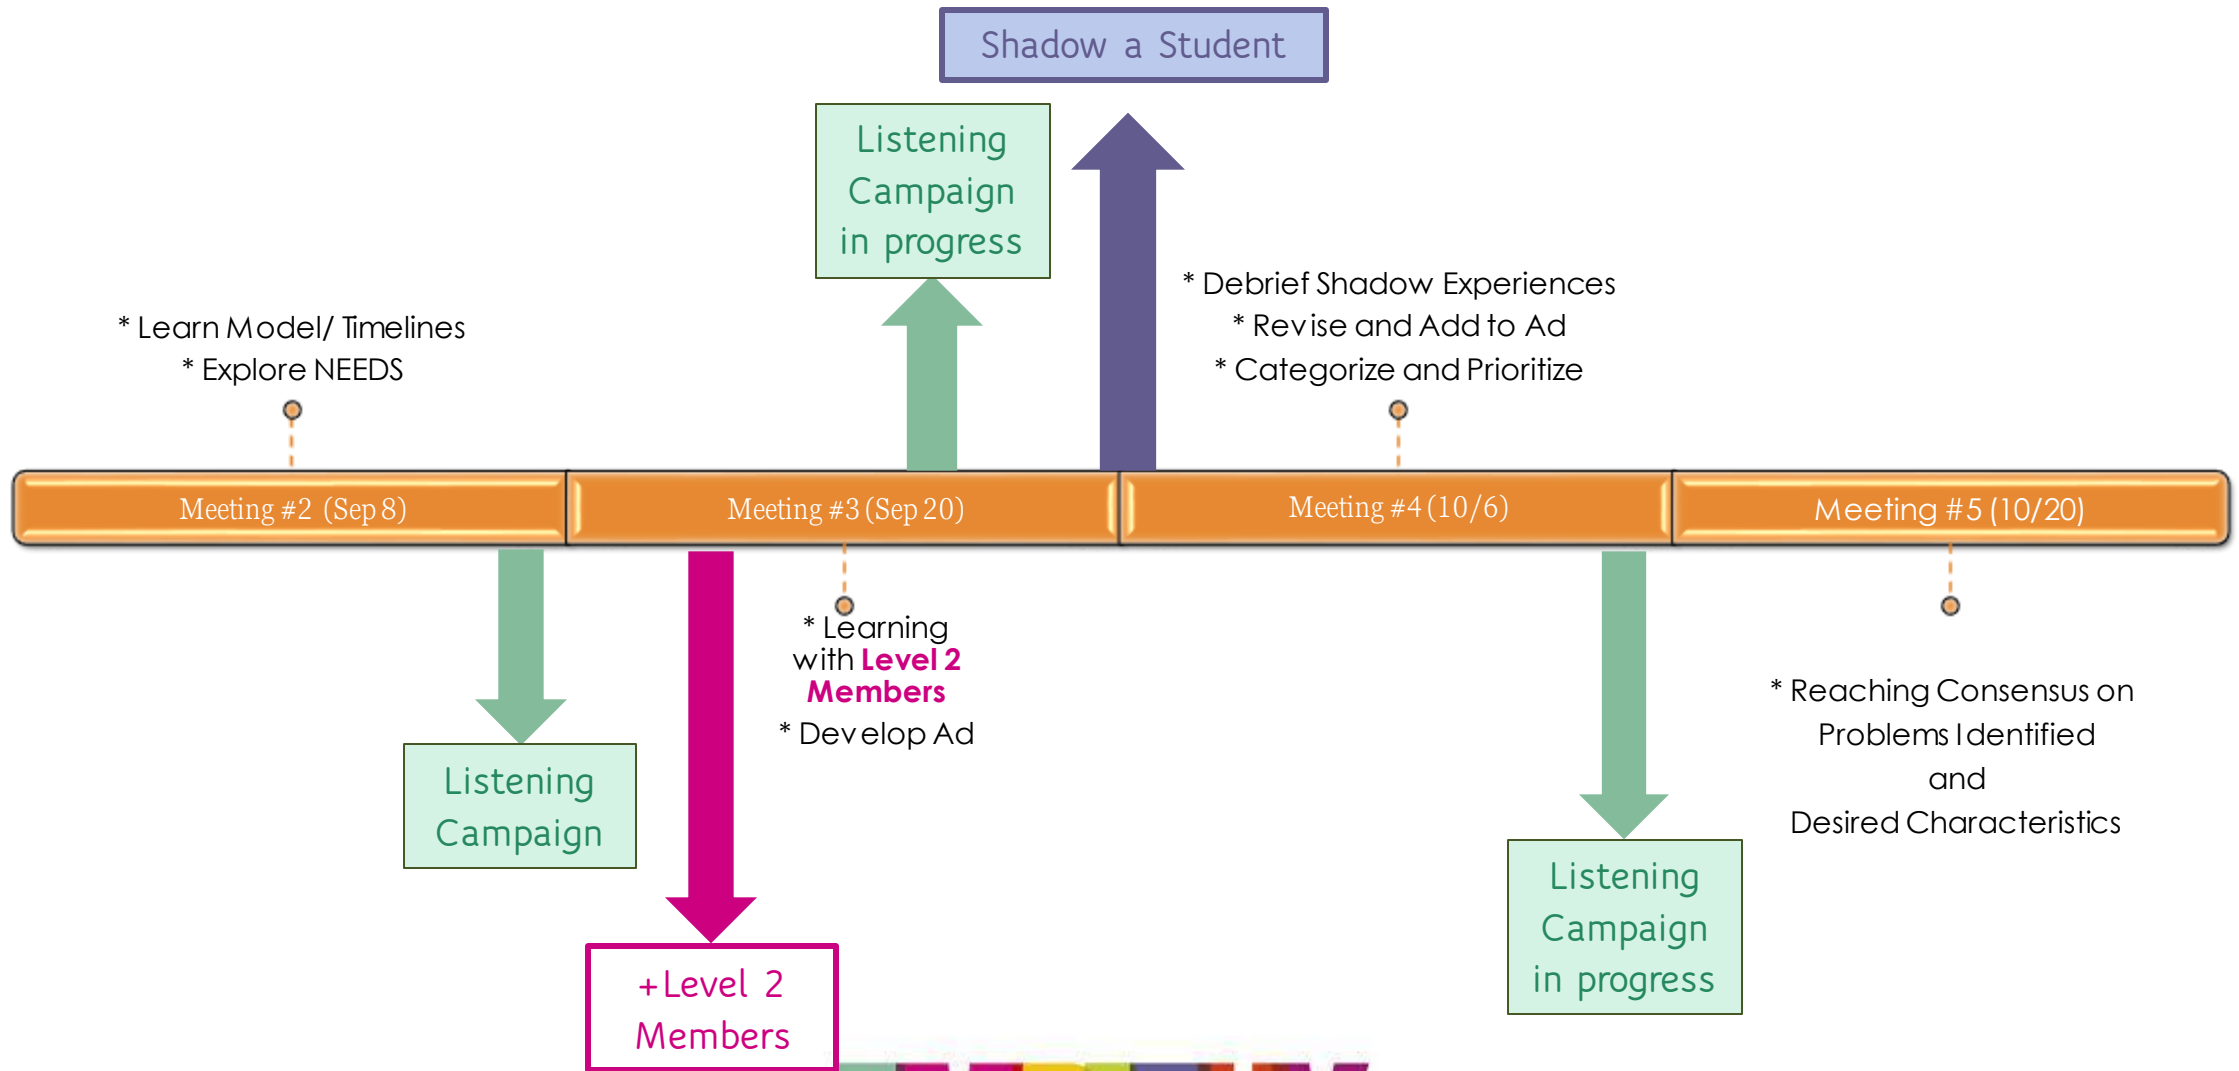 Shadow a Student
Listening
Campaign
in progress
* Debrief Shadow Experiences
* Revise and Add to Ad
* Categorize and Prioritize
* Learn Model/ Timelines
* Explore NEEDS
Meeting #2 (Sep 8)
Meeting #3 (Sep 20)
Meeting #4 (10/6)
Meeting #5 (10/20)
* Learning
with Level 2
Members
* Develop Ad
* Reaching Consensus on
Problems Identified
and
Desired Characteristics
Listening
Campaign
Listening
Campaign
in progress
+Level 2
Members